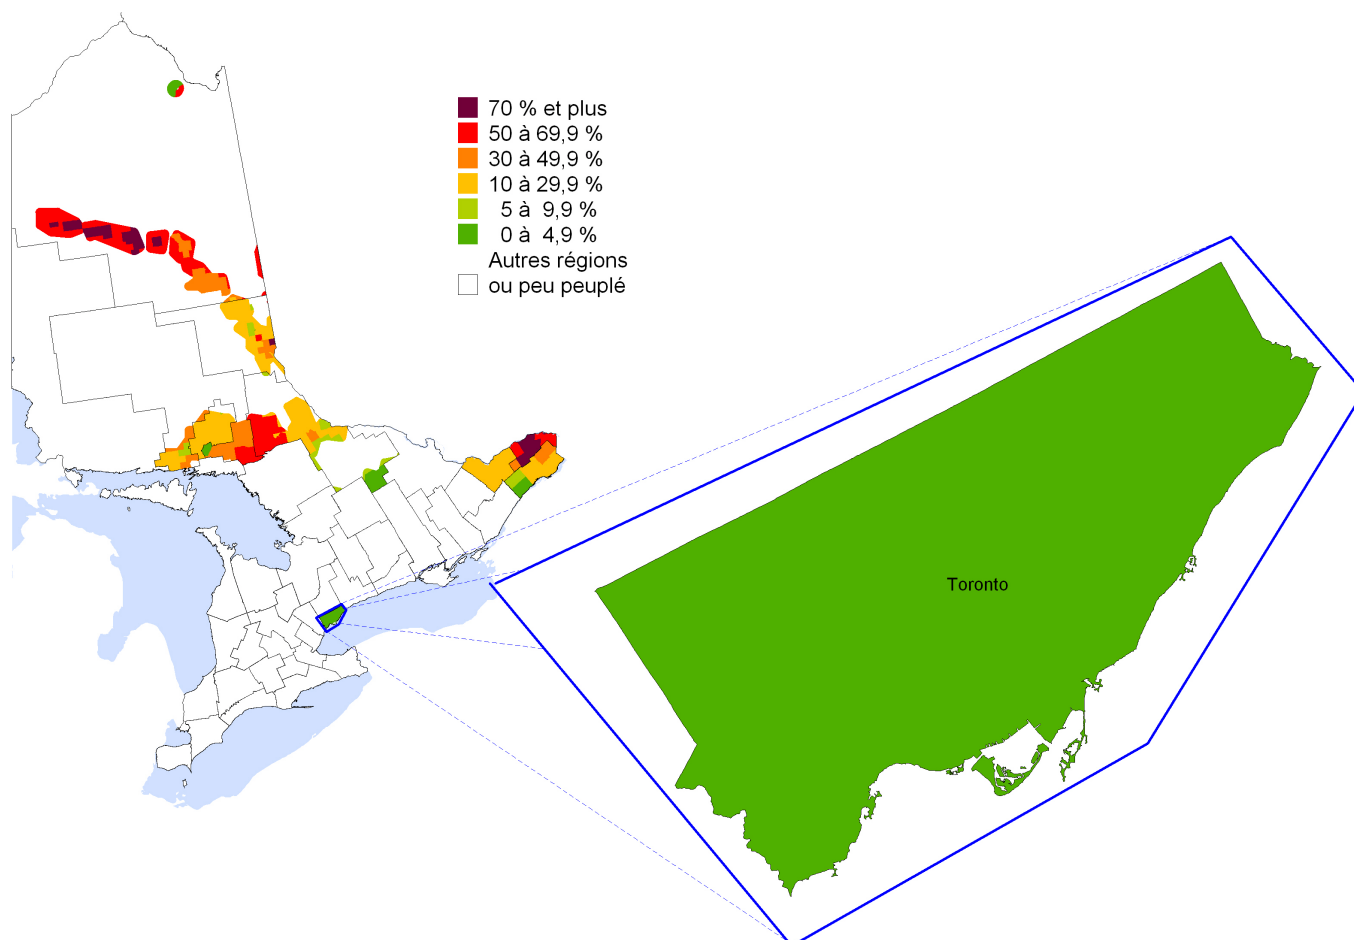 70 % et plus
50 à 69,9 %
30 à 49,9 %
10 à 29,9 %
5 à 9,9 %
0 à 4,9 %
Autres régions
ou peu peuplé
Toronto